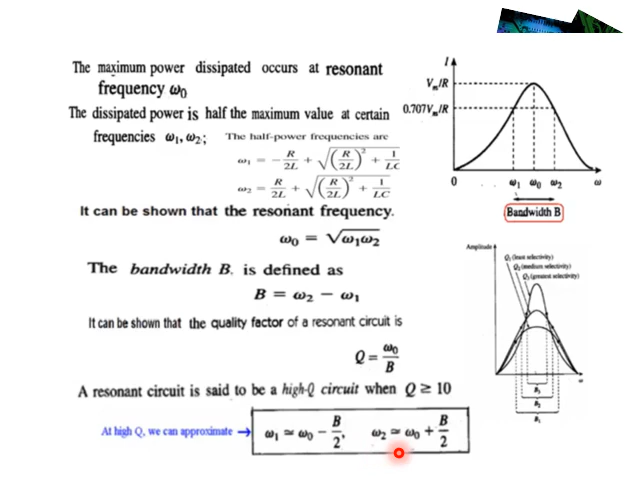 The maximum power dissipated occurs at resonant
frequency ω₀
The dissipated power is half the maximum value at certain
frequencies ω₁, ω₂;
The half-power frequencies are
ω₁ = − R/2L + √((R/2L)² + 1/LC
ω₂ = R/2L + √((R/2L)² + 1/LC)
It can be shown that the resonant frequency.
ω₀ = √ω₁ω₂
The bandwidth B. is defined as
B = ω₂ − ω₁
It can be shown that the quality factor of a resonant circuit is
Q = ω₀/B
A resonant circuit is said to be a high-Q circuit when Q ≥ 10
At high Q, we can approximate → ω₁ ≃ ω₀ − B/2, ω₂ ≃ ω₀ + B/2
I
Vₘ/R
0.707Vₘ/R
0 ω₁ ω₀ ω₂ ω
Bandwidth B
Amplitude
Q₁ (least selectivity)
Q₂ (medium selectivity)
Q₃ (greatest selectivity)
ω
B₃
B₂
B₁